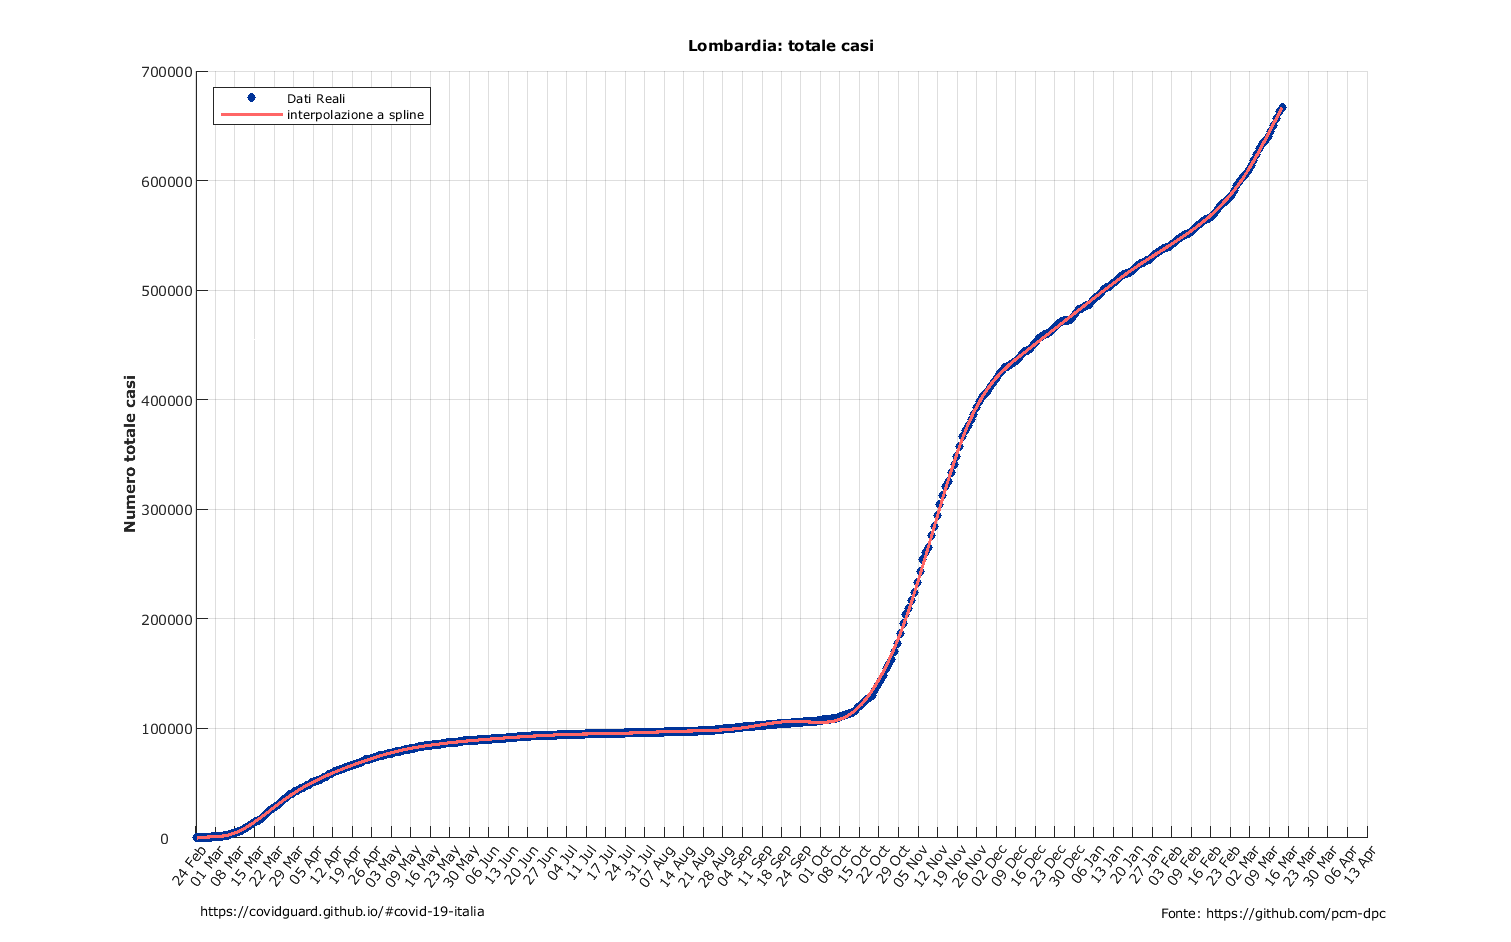 Lombardia: totale casi
700000
600000
500000
400000
300000
200000
100000
0
Numero totale casi
Dati Reali
interpolazione a spline
24 Feb
01 Mar
08 Mar
15 Mar
22 Mar
29 Mar
05 Apr
12 Apr
19 Apr
26 Apr
03 May
09 May
16 May
23 May
30 May
06 Jun
13 Jun
20 Jun
27 Jun
04 Jul
11 Jul
17 Jul
24 Jul
31 Jul
07 Aug
14 Aug
21 Aug
28 Aug
04 Sep
11 Sep
18 Sep
24 Sep
01 Oct
08 Oct
15 Oct
22 Oct
29 Oct
05 Nov
12 Nov
19 Nov
26 Nov
02 Dec
09 Dec
16 Dec
23 Dec
30 Dec
06 Jan
13 Jan
20 Jan
27 Jan
03 Feb
09 Feb
16 Feb
23 Feb
02 Mar
09 Mar
16 Mar
23 Mar
30 Mar
06 Apr
13 Apr
https://covidguard.github.io/#covid-19-italia
Fonte: https://github.com/pcm-dpc